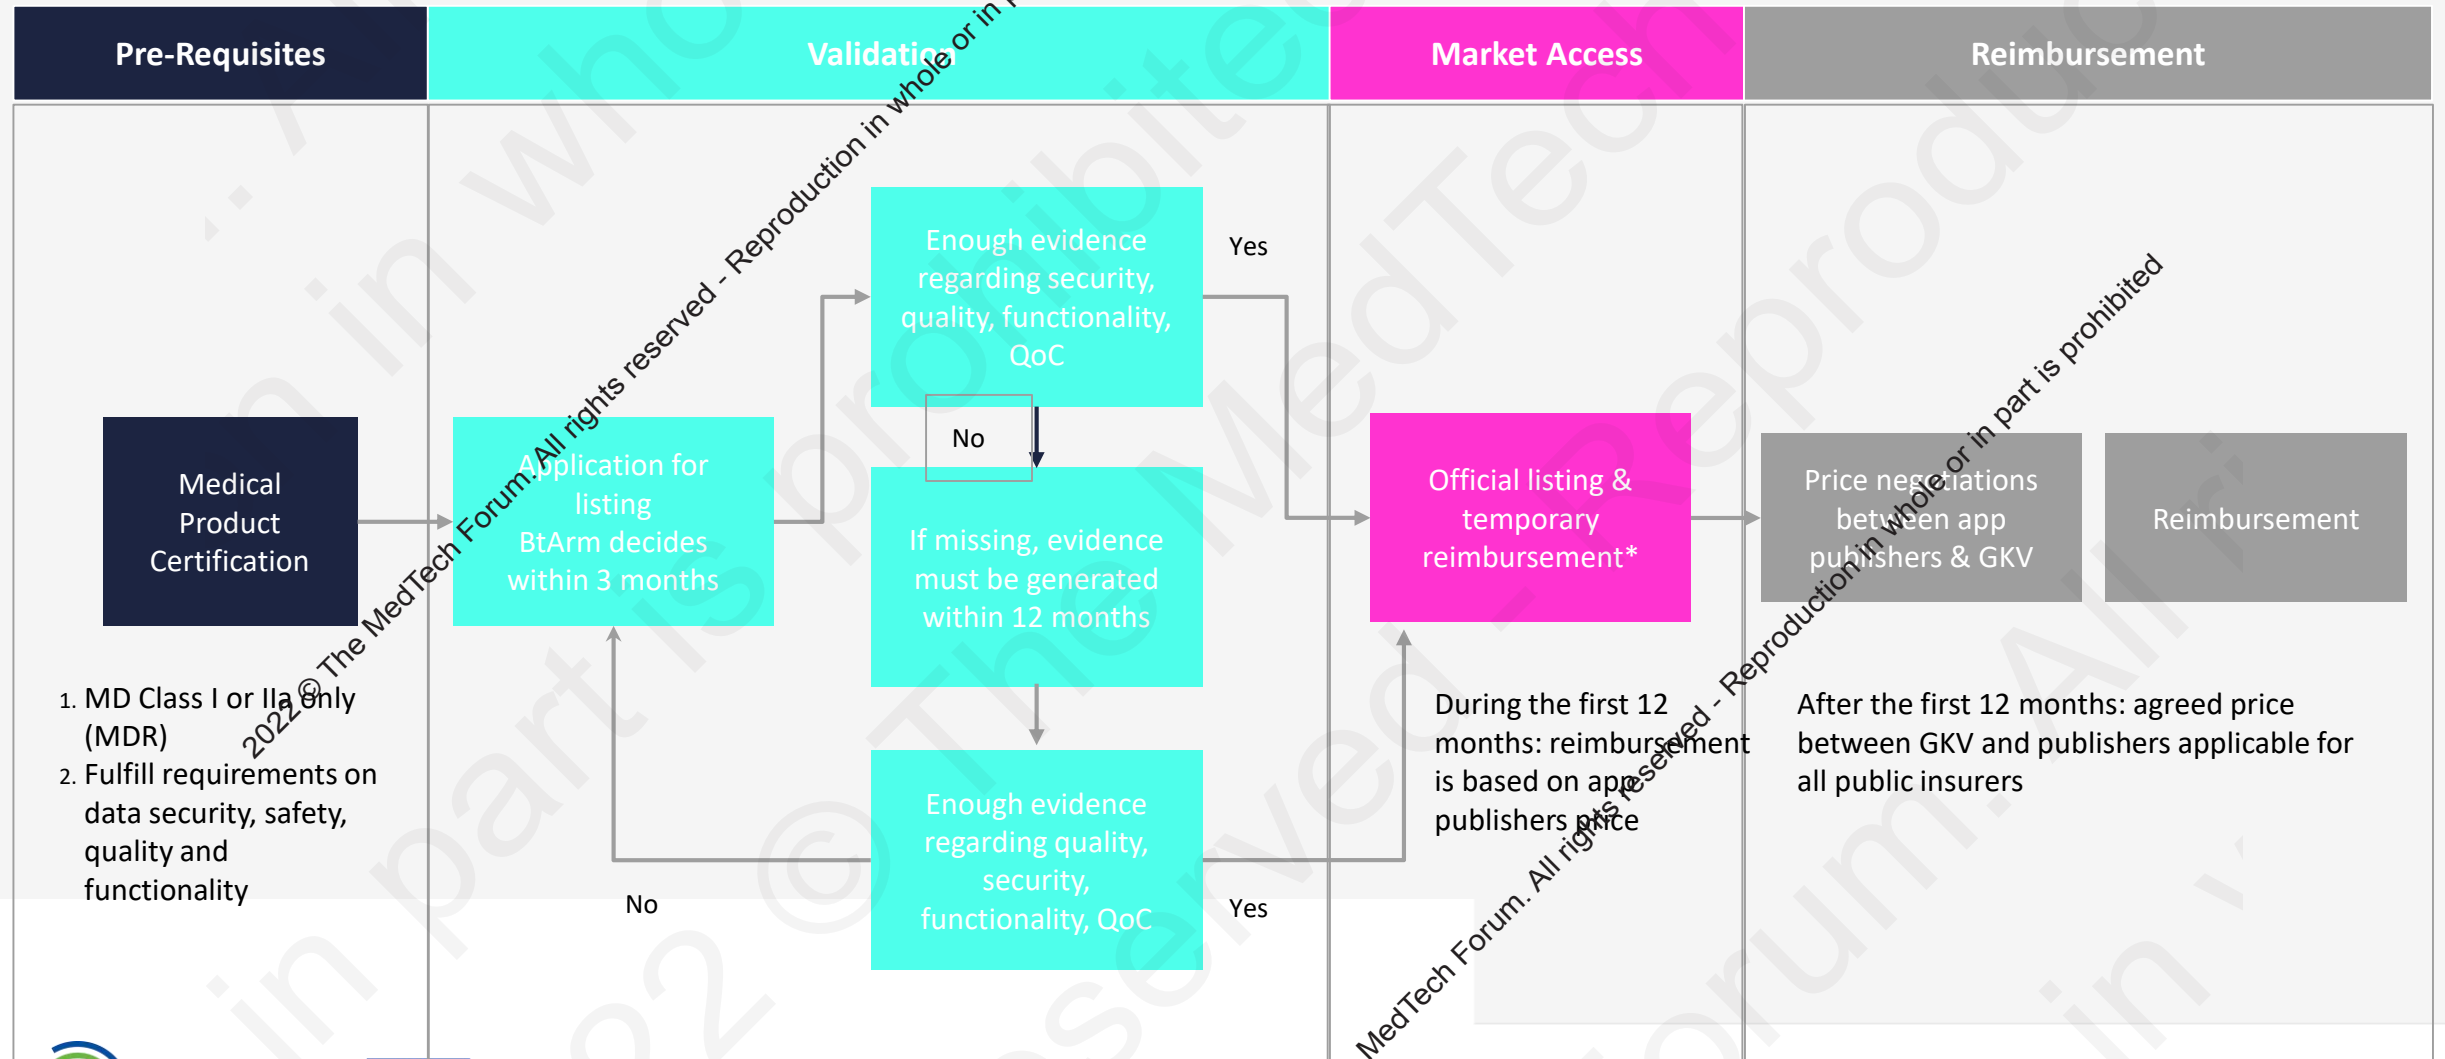 Pre-Requisites
Validation
Market Access
Reimbursement
Medical
Product
Certification
1. MD Class I or IIa only
(MDR)
2. Fulfill requirements on
data security, safety,
quality and
functionality
Application for
listing
BtArm decides
within 3 months
Enough evidence
regarding security,
quality, functionality,
QoC
Yes
No
If missing, evidence
must be generated
within 12 months
Enough evidence
regarding quality,
security,
functionality, QoC
No
Yes
Official listing &
temporary
reimbursement*
During the first 12
months: reimbursement
is based on app
publishers price
Price negotiations
between app
publishers & GKV
Reimbursement
After the first 12 months: agreed price
between GKV and publishers applicable for
all public insurers
2022 © The MedTech Forum. All rights reserved - Reproduction in whole or in
MedTech Forum. All rights reserved - Reproduction in whole or in part is prohibited